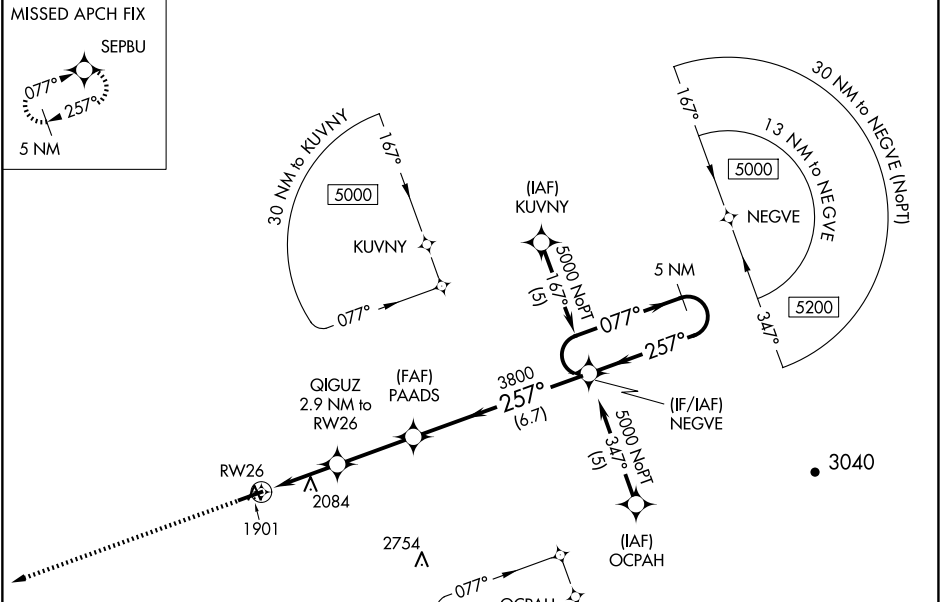 MISSED APCH FIX
SEPBU
077°
257°
5 NM
30 NM to KUVNY
167°
5000
KUVNY
077°
(IAF)
KUVNY
5000 NoPT
167°
(5)
30 NM to NEGVE (NoPT)
13 NM to NEGVE
167°
5000
NEGVE
5200
347°
5 NM
077°
257°
(IF/IAF)
NEGVE
3800
257°
(6.7)
(FAF)
PAADS
QIGUZ
2.9 NM to
RW26
RW26
1901
2084
2754
5000 NoPT
347°
(5)
(IAF)
OCPAH
3040
077°
OCPAH